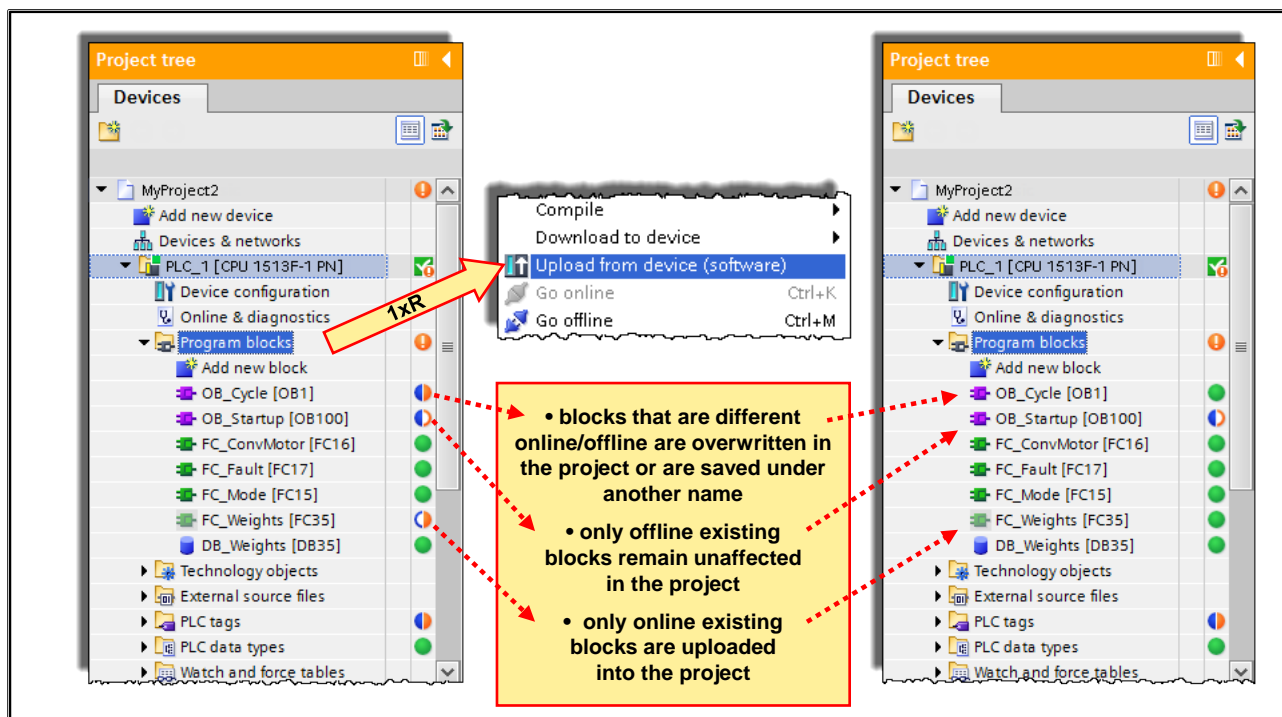 Project tree
Devices
MyProject2
Add new device
Devices & networks
PLC_1 [CPU 1513F-1 PN]
Device configuration
Online & diagnostics
Program blocks
Add new block
OB_Cycle [OB1]
OB_Startup [OB100]
FC_ConvMotor [FC16]
FC_Fault [FC17]
FC_Mode [FC15]
FC_Weights [FC35]
DB_Weights [DB35]
Technology objects
External source files
PLC tags
PLC data types
Watch and force tables
1xR
Compile
Download to device
Upload from device (software)
Go online Ctrl+K
Go offline Ctrl+M
• blocks that are different
online/offline are overwritten in
the project or are saved under
another name
• only offline existing
blocks remain unaffected
in the project
• only online existing
blocks are uploaded
into the project
Project tree
Devices
MyProject2
Add new device
Devices & networks
PLC_1 [CPU 1513F-1 PN]
Device configuration
Online & diagnostics
Program blocks
Add new block
OB_Cycle [OB1]
OB_Startup [OB100]
FC_ConvMotor [FC16]
FC_Fault [FC17]
FC_Mode [FC15]
FC_Weights [FC35]
DB_Weights [DB35]
Technology objects
External source files
PLC tags
PLC data types
Watch and force tables